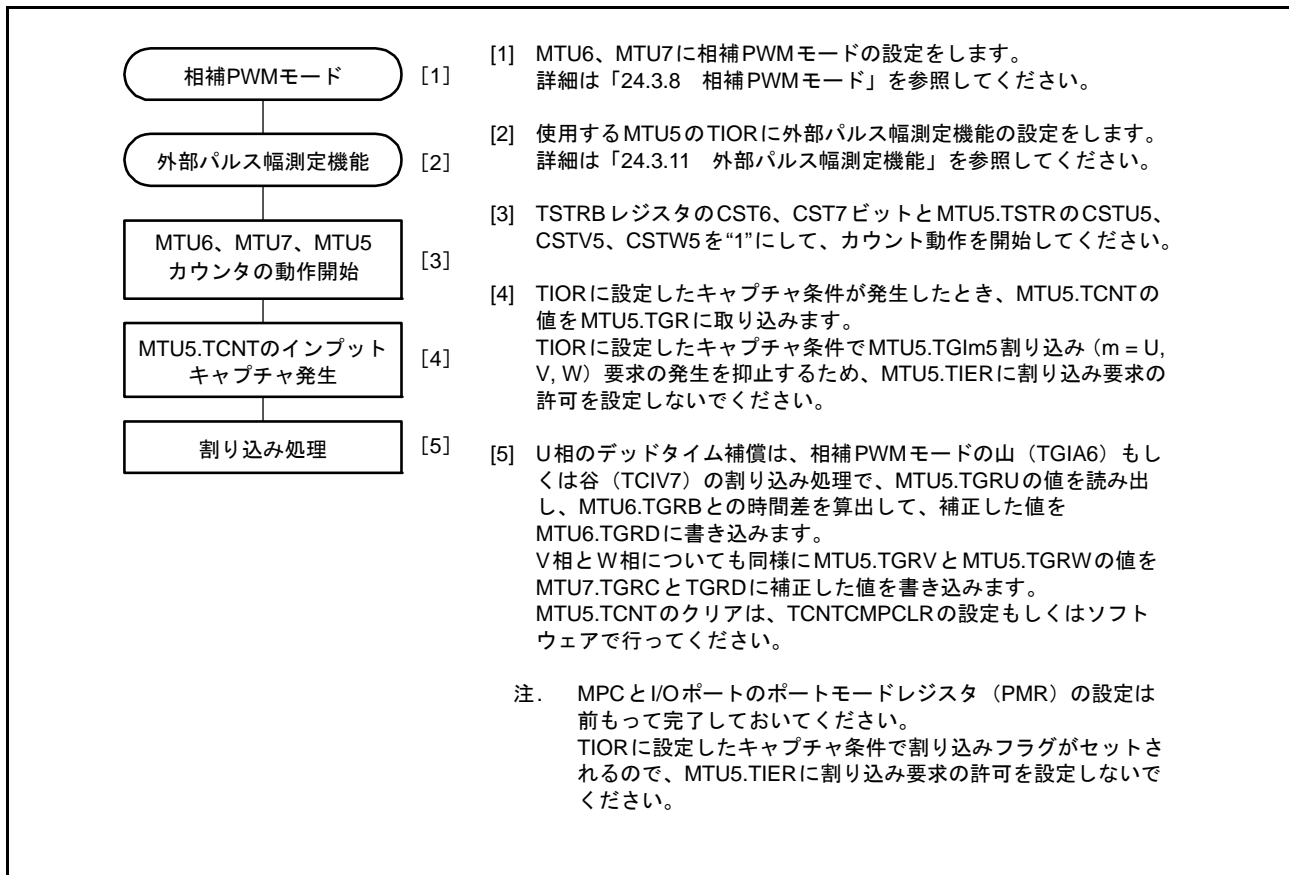 相補PWMモード [1]
外部パルス幅測定機能 [2]
MTU6、MTU7、MTU5
カウンタの動作開始
[3]
MTU5.TCNTのインプット
キャプチャ発生
[4]
割り込み処理 [5]
[1] MTU6、MTU7に相補PWMモードの設定をします。
詳細は「24.3.8 相補PWMモード」を参照してください。
[2] 使用するMTU5のTIORに外部パルス幅測定機能の設定をします。
詳細は「24.3.11 外部パルス幅測定機能」を参照してください。
[3] TSTRBレジスタのCST6、CST7ビットとMTU5.TSTRのCSTU5、
CSTV5、CSTW5を“1”にして、カウント動作を開始してください。
[4] TIORに設定したキャプチャ条件が発生したとき、MTU5.TCNTの
値をMTU5.TGRに取り込みます。
TIORに設定したキャプチャ条件でMTU5.TGIm5割り込み（m = U,
V, W）要求の発生を抑止するため、MTU5.TIERに割り込み要求の
許可を設定しないでください。
[5] U相のデッドタイム補償は、相補PWMモードの山（TGIA6）もし
くは谷（TCIV7）の割り込み処理で、MTU5.TGRUの値を読み出
し、MTU6.TGRBとの時間差を算出して、補正した値を
MTU6.TGRDに書き込みます。
V相とW相についても同様にMTU5.TGRVとMTU5.TGRWの値を
MTU7.TGRCとTGRDに補正した値を書き込みます。
MTU5.TCNTのクリアは、TCNTCMPCLRの設定もしくはソフト
ウェアで行ってください。
注. MPCとI/Oポートのポートモードレジスタ（PMR）の設定は
前もって完了しておいてください。
TIORに設定したキャプチャ条件で割り込みフラグがセットさ
れるので、MTU5.TIERに割り込み要求の許可を設定しないで
ください。